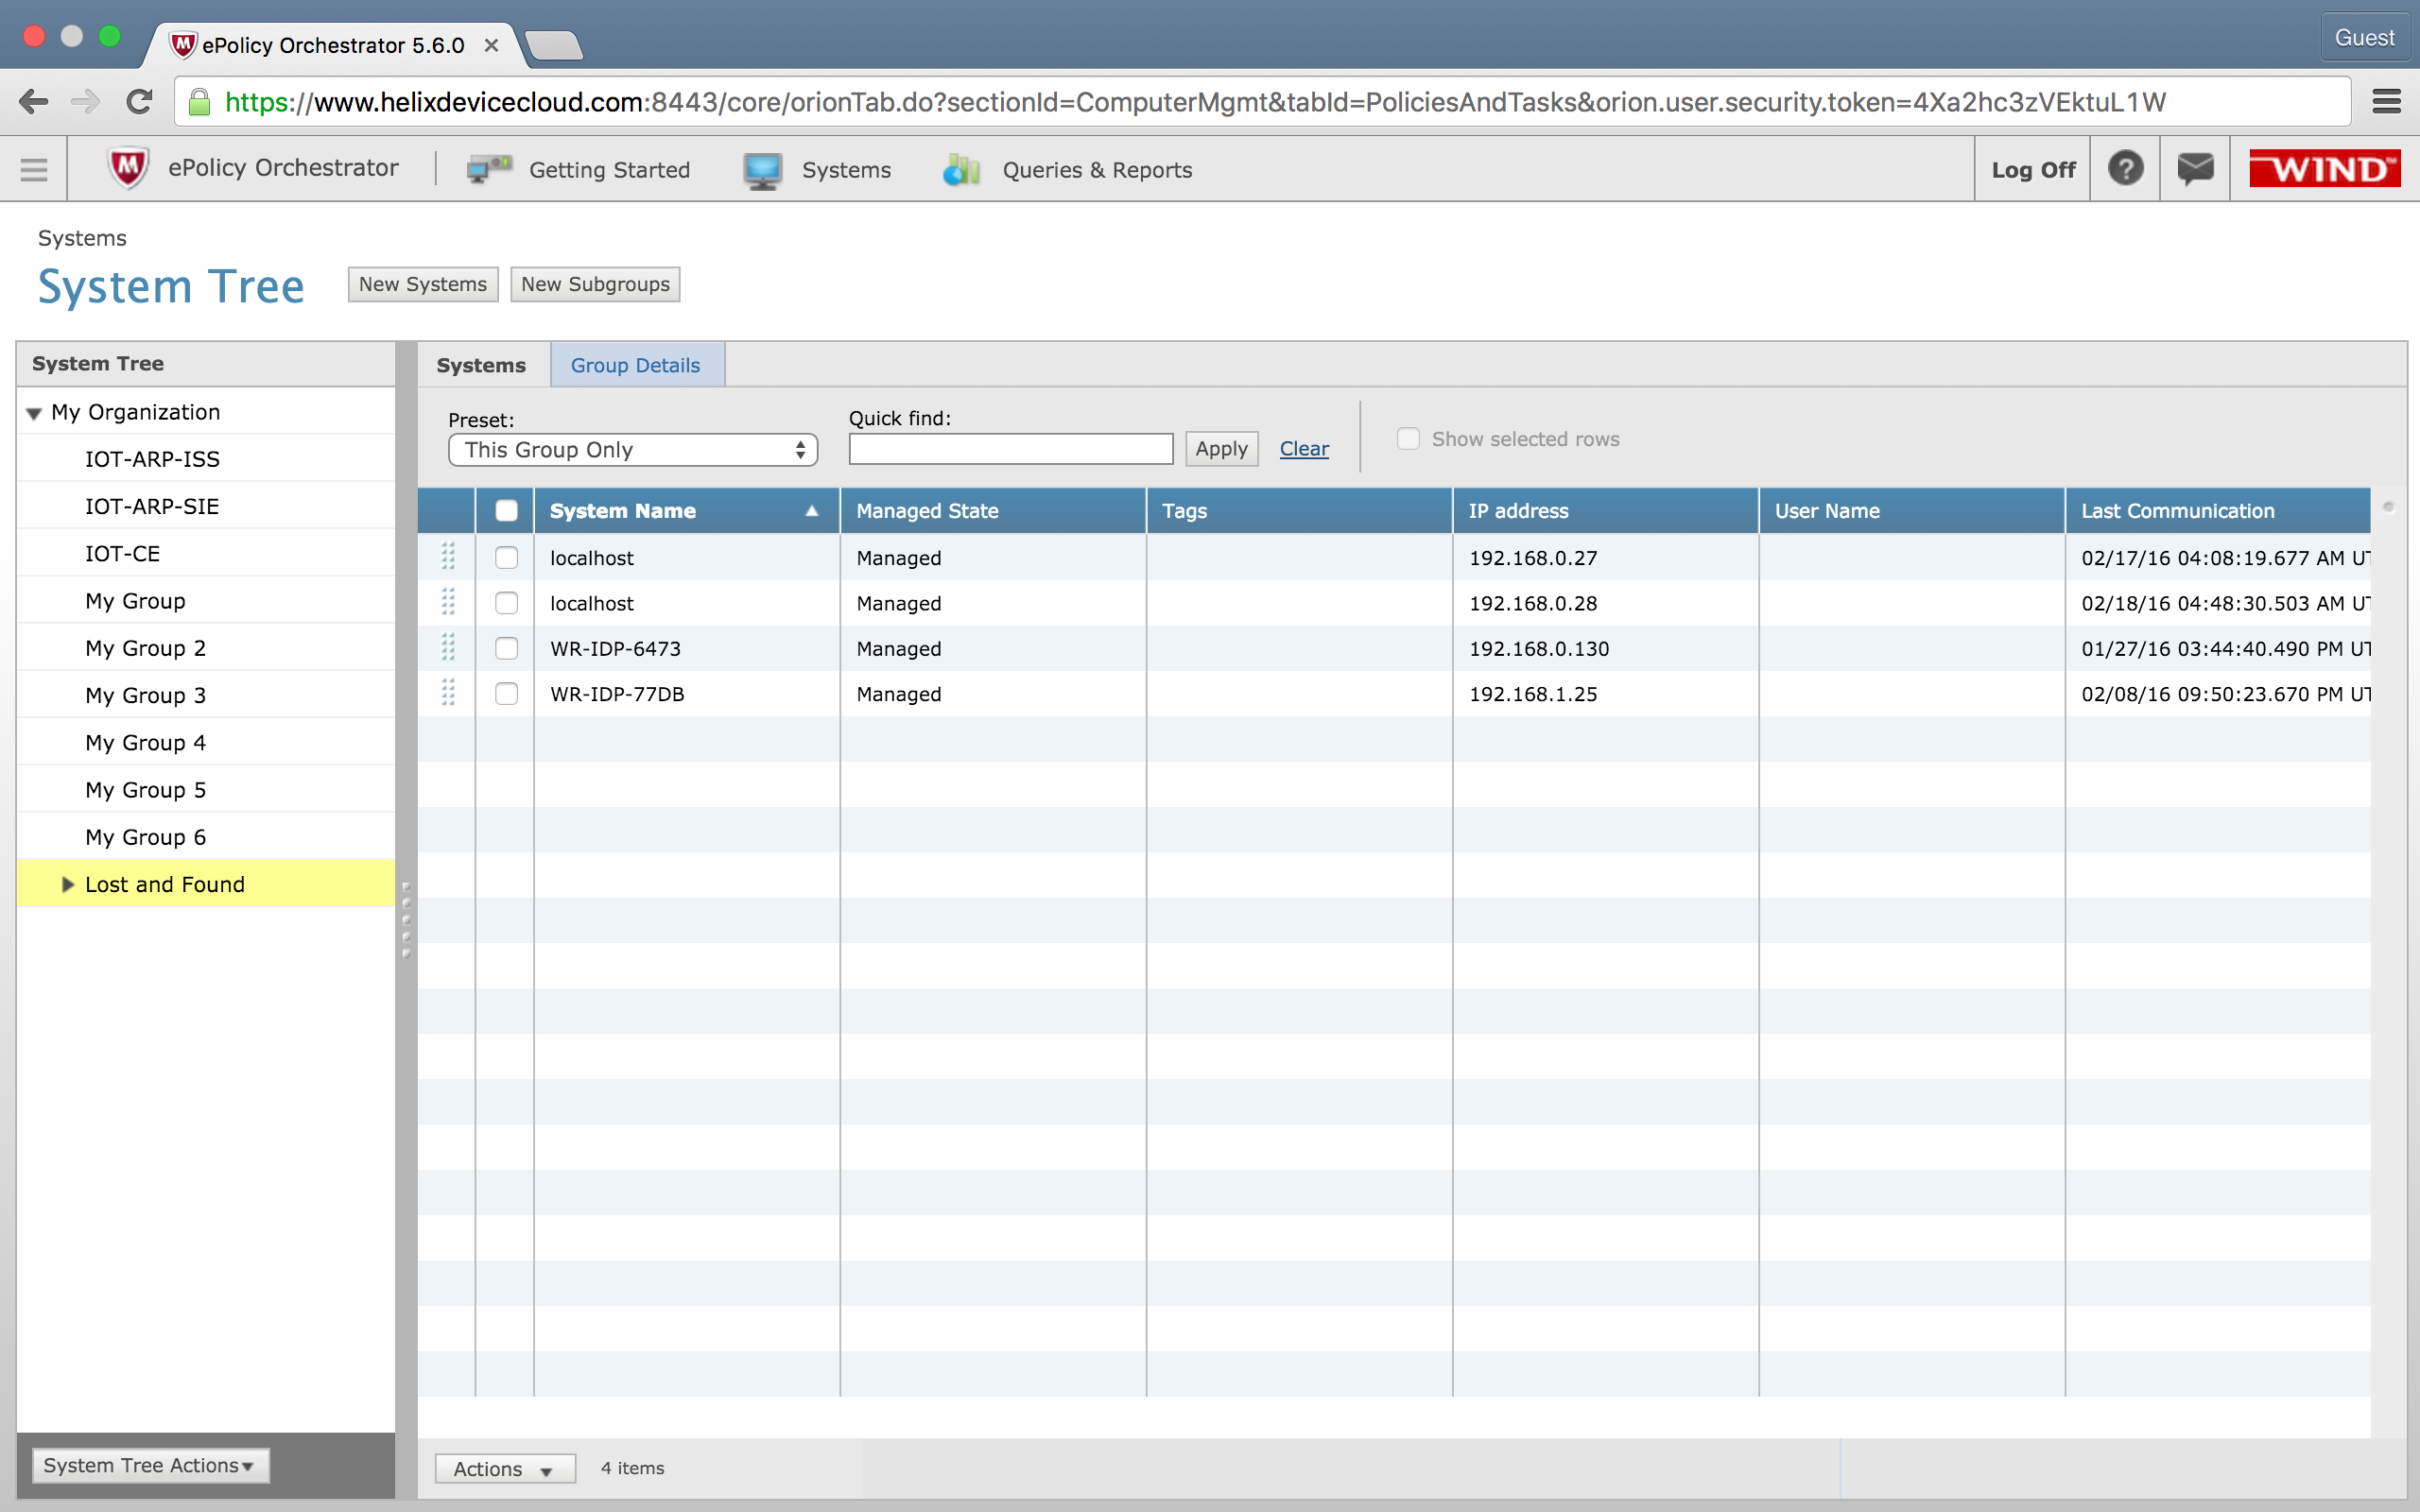 ePolicy Orchestrator 5.6.0
Guest
https://www.helixdevicecloud.com:8443/core/orionTab.do?sectionId=ComputerMgmt&tabId=PoliciesAndTasks&orion.user.security.token=4Xa2hc3zVEktuL1W
ePolicy Orchestrator Getting Started Systems Queries & Reports Log Off ? WIND™
Systems
System Tree New Systems New Subgroups
System Tree
My Organization
IOT-ARP-ISS
IOT-ARP-SIE
IOT-CE
My Group
My Group 2
My Group 3
My Group 4
My Group 5
My Group 6
Lost and Found
System Tree Actions
Systems Group Details
Preset: Quick find:
This Group Only Apply Clear Show selected rows
System Name Managed State Tags IP address User Name Last Communication
localhost Managed 192.168.0.27 02/17/16 04:08:19.677 AM UT
localhost Managed 192.168.0.28 02/18/16 04:48:30.503 AM UT
WR-IDP-6473 Managed 192.168.0.130 01/27/16 03:44:40.490 PM UT
WR-IDP-77DB Managed 192.168.1.25 02/08/16 09:50:23.670 PM UT
Actions 4 items